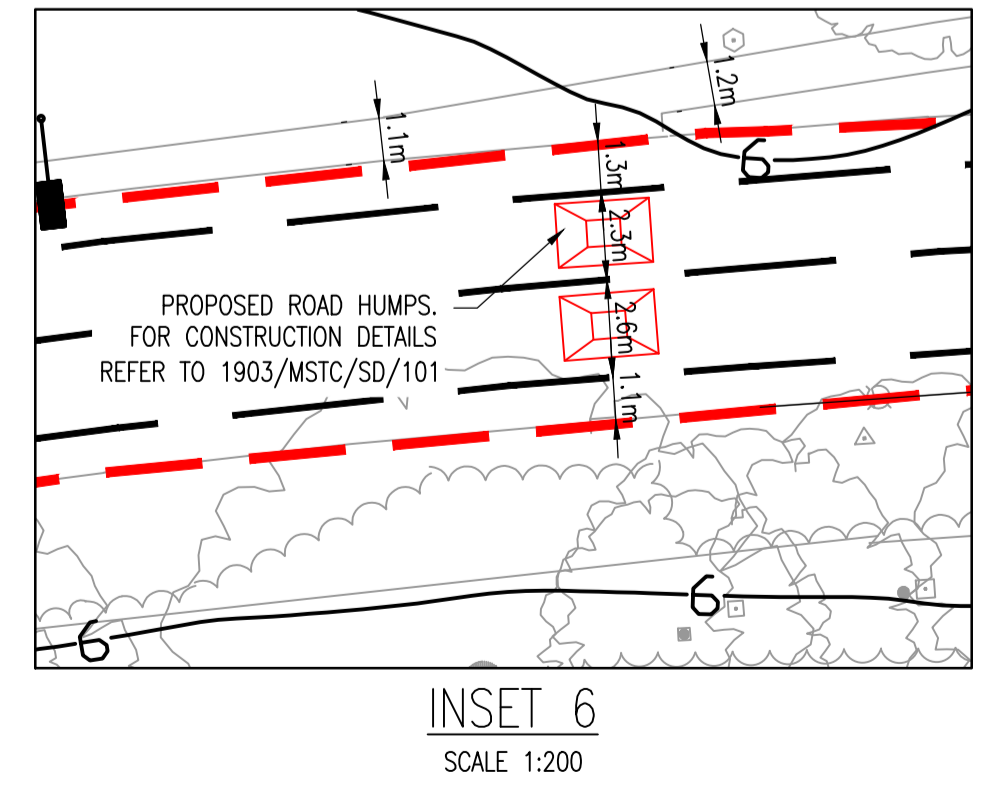 1.2m
1.1m
1.3m
6
2.3m
PROPOSED ROAD HUMPS.
FOR CONSTRUCTION DETAILS
REFER TO 1903/MSTC/SD/101
2.6m
1.1m
6
6
INSET 6
SCALE 1:200